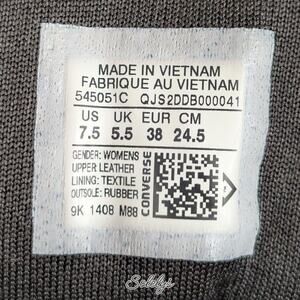 MADE IN VIETNAM
FABRIQUE AU VIETNAM
545051C QJS2DDB000041
US UK EUR CM
7.5 5.5 38 24.5
GENDER: WOMENS
UPPER: LEATHER
LINING: TEXTILE
OUTSOLE: RUBBER
9K 1408 M88
CONVERSE
Sellelys